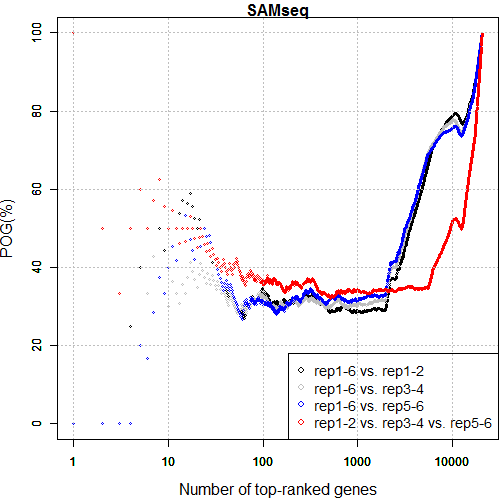 SAMseq
100
80
60
40
20
0
POG(%)
rep1-6 vs. rep1-2
rep1-6 vs. rep3-4
rep1-6 vs. rep5-6
rep1-2 vs. rep3-4 vs. rep5-6
1 10 100 1000 10000
Number of top-ranked genes